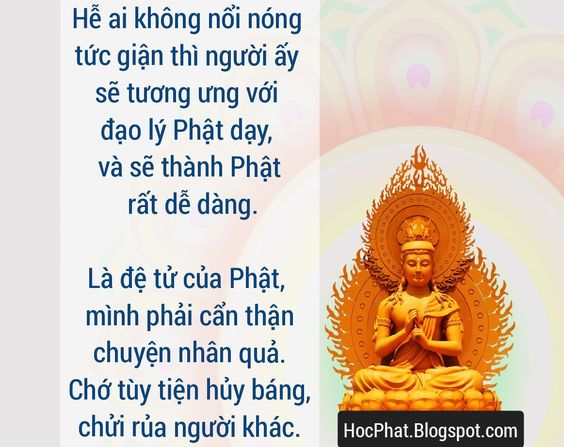 Hễ ai không nổi nóng
tức giận thì người ấy
sẽ tương ưng với
đạo lý Phật dạy,
và sẽ thành Phật
rất dễ dàng.
Là đệ tử của Phật,
mình phải cẩn thận
chuyện nhân quả.
Chớ tùy tiện hủy báng,
chửi rủa người khác.
HocPhat.Blogspot.com